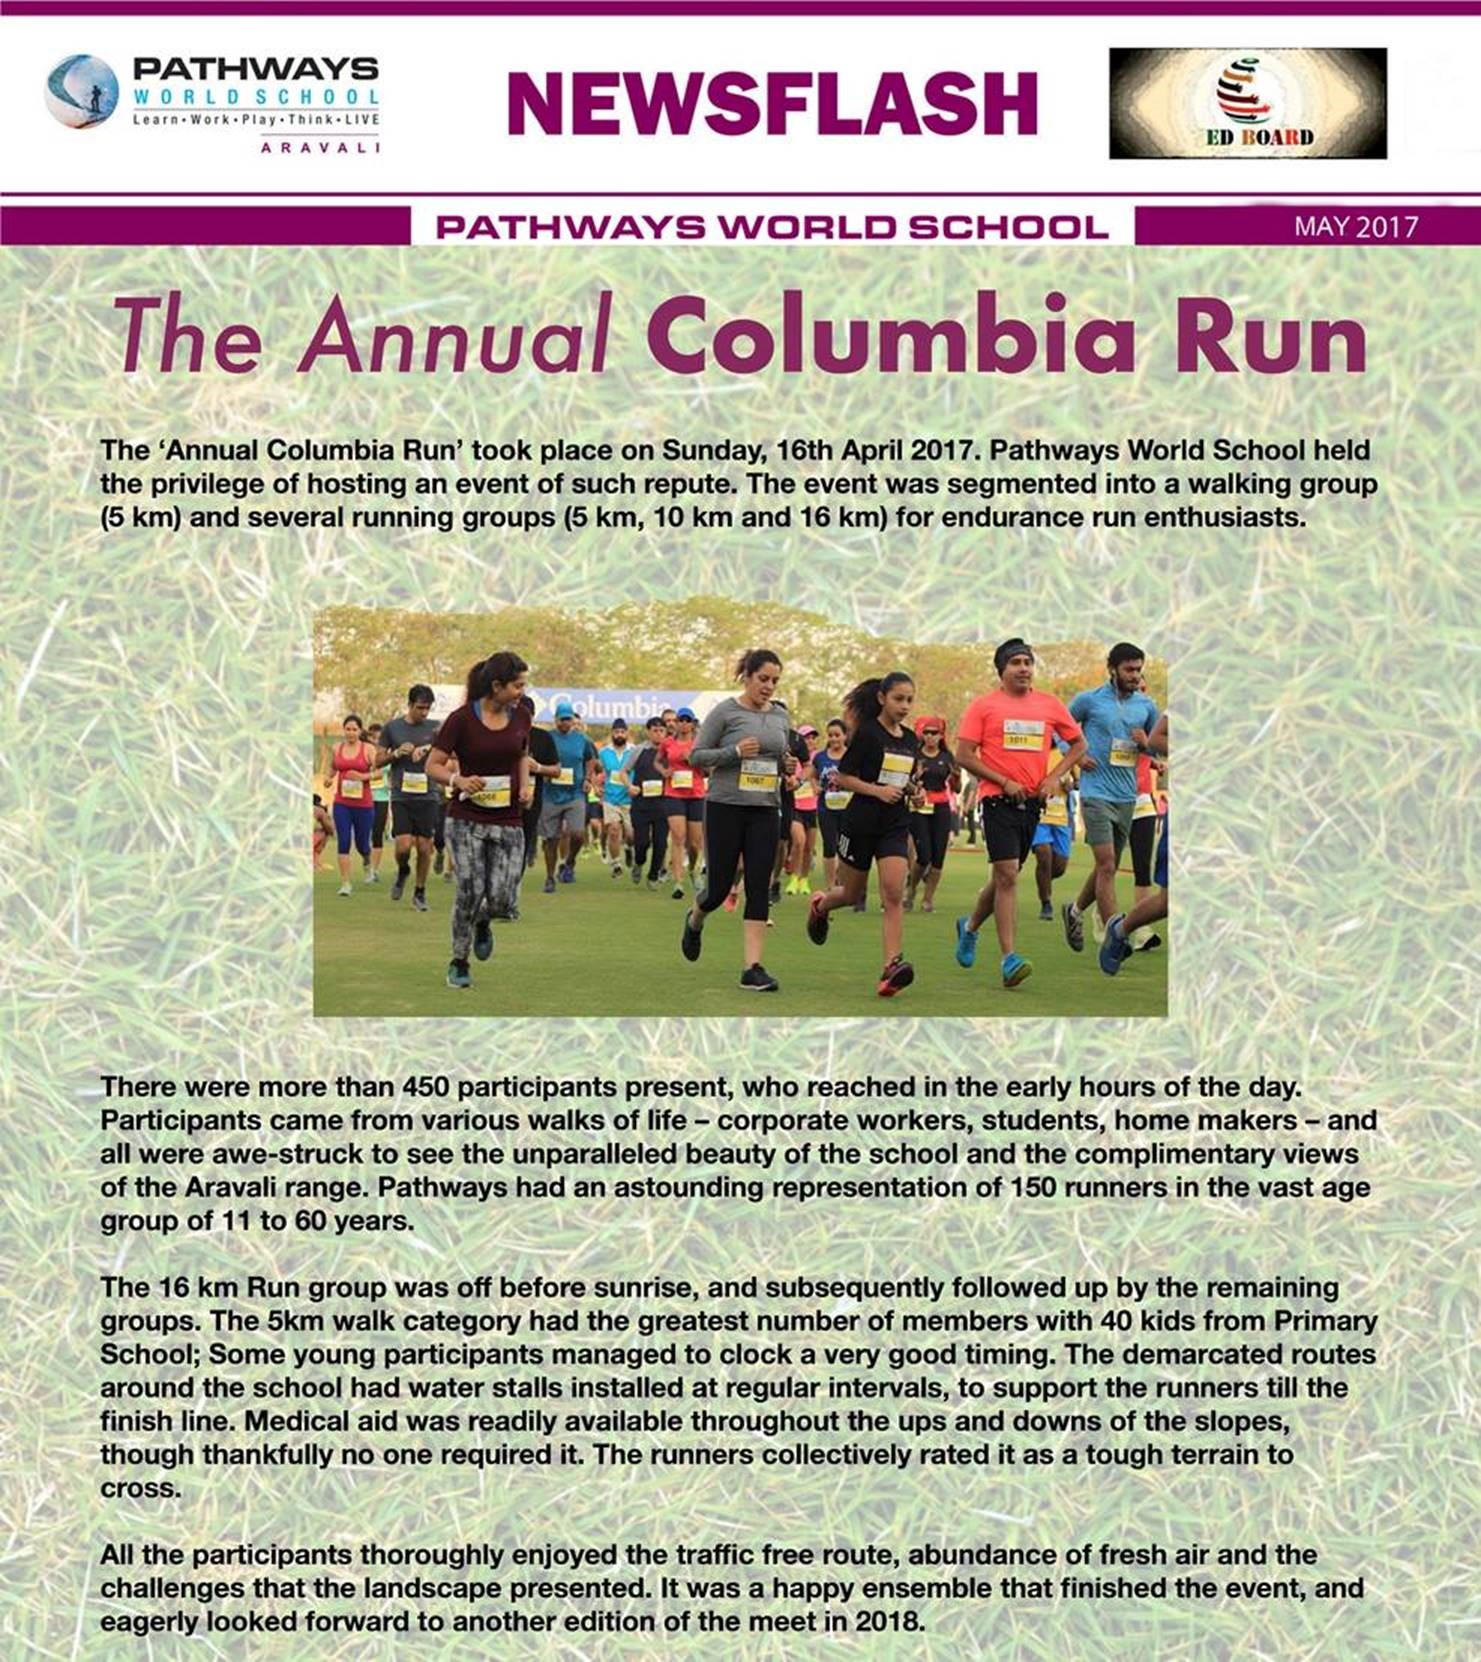 PATHWAYS
WORLD SCHOOL
Learn•Work•Play•Think•LIVE
ARAVALI
NEWSFLASH
ED BOARD
PATHWAYS WORLD SCHOOL
MAY 2017
The Annual Columbia Run
The ‘Annual Columbia Run’ took place on Sunday, 16th April 2017. Pathways World School held
the privilege of hosting an event of such repute. The event was segmented into a walking group
(5 km) and several running groups (5 km, 10 km and 16 km) for endurance run enthusiasts.
Columbia
1011
1067
There were more than 450 participants present, who reached in the early hours of the day.
Participants came from various walks of life – corporate workers, students, home makers – and
all were awe-struck to see the unparalleled beauty of the school and the complimentary views
of the Aravali range. Pathways had an astounding representation of 150 runners in the vast age
group of 11 to 60 years.
The 16 km Run group was off before sunrise, and subsequently followed up by the remaining
groups. The 5km walk category had the greatest number of members with 40 kids from Primary
School; Some young participants managed to clock a very good timing. The demarcated routes
around the school had water stalls installed at regular intervals, to support the runners till the
finish line. Medical aid was readily available throughout the ups and downs of the slopes,
though thankfully no one required it. The runners collectively rated it as a tough terrain to
cross.
All the participants thoroughly enjoyed the traffic free route, abundance of fresh air and the
challenges that the landscape presented. It was a happy ensemble that finished the event, and
eagerly looked forward to another edition of the meet in 2018.